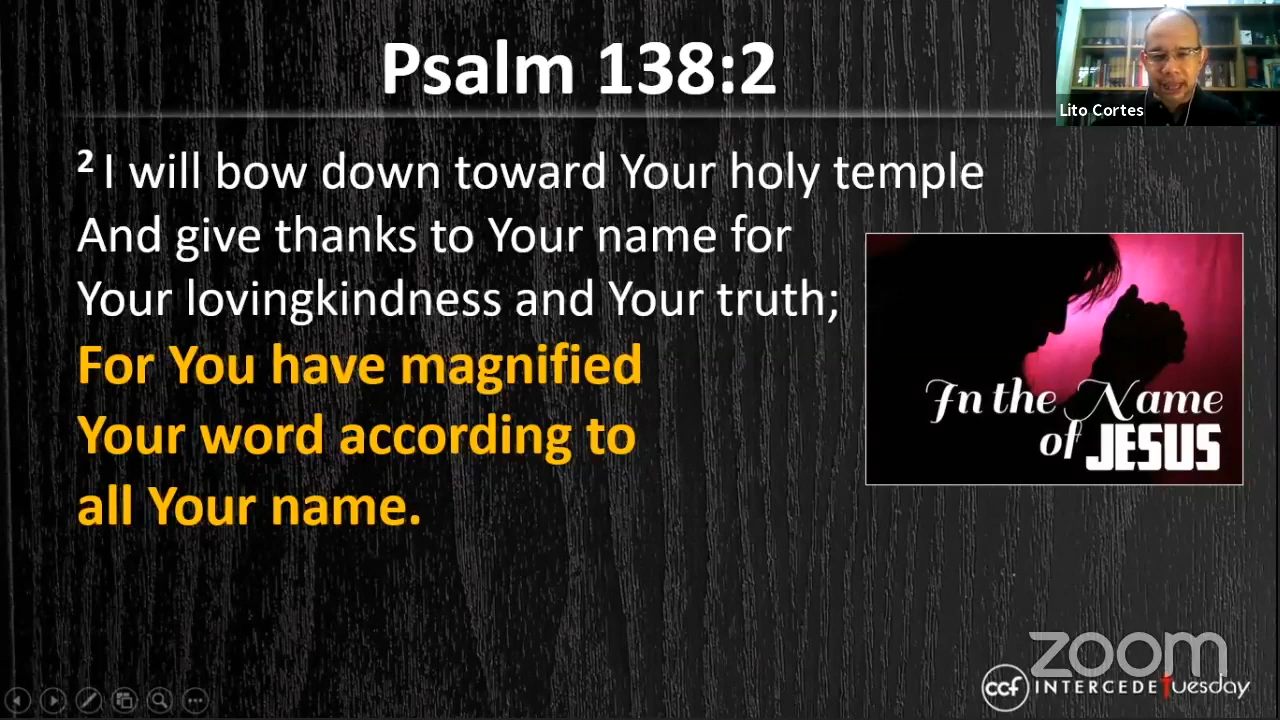 Psalm 138:2
Lito Cortes
2 I will bow down toward Your holy temple
And give thanks to Your name for
Your lovingkindness and Your truth;
For You have magnified
Your word according to
all Your name.
In the Name
of JESUS
zoom
ccf INTERCEDE Tuesday